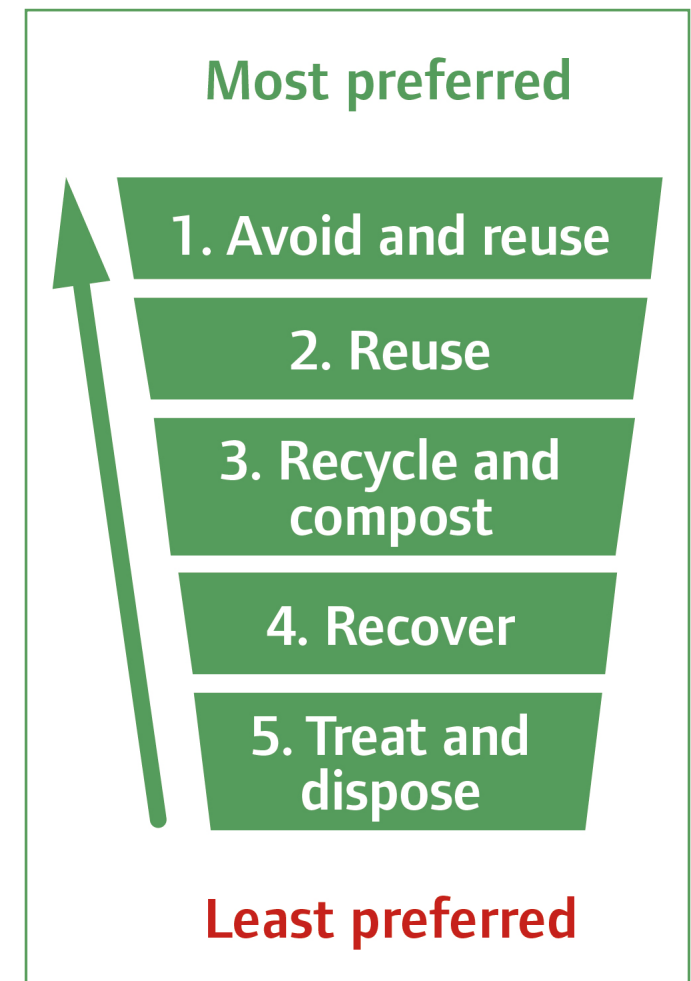 Most preferred
1. Avoid and reuse
2. Reuse
3. Recycle and
compost
4. Recover
5. Treat and
dispose
Least preferred